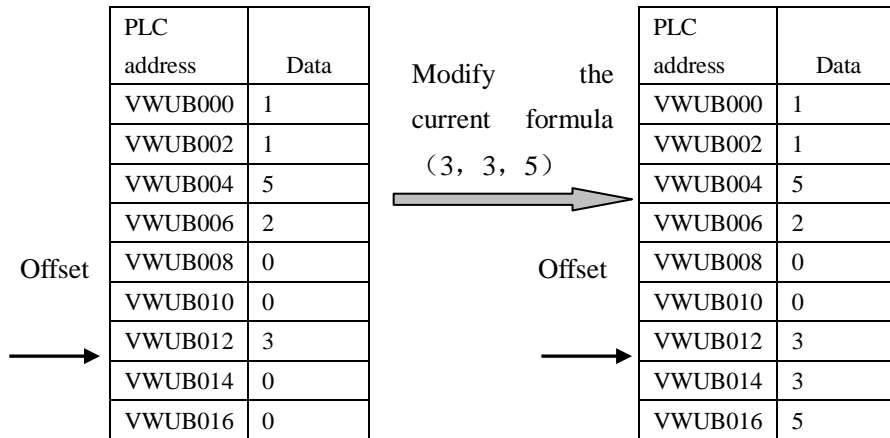 PLC
address Data
VWUB000 1
VWUB002 1
VWUB004 5
VWUB006 2
VWUB008 0
VWUB010 0
VWUB012 3
VWUB014 0
VWUB016 0
Offset
Modify the
current formula
（3，3，5）
PLC
address Data
VWUB000 1
VWUB002 1
VWUB004 5
VWUB006 2
VWUB008 0
VWUB010 0
VWUB012 3
VWUB014 3
VWUB016 5
Offset